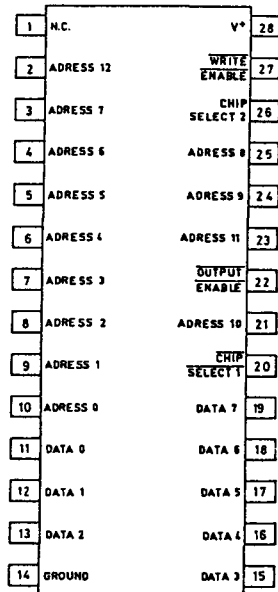 1 N.C. V+ 28
2 ADRESS 12 WRITE ENABLE 27
3 ADRESS 7 CHIP SELECT 2 26
4 ADRESS 6 ADRESS 8 25
5 ADRESS 5 ADRESS 9 24
6 ADRESS 4 ADRESS 11 23
7 ADRESS 3 OUTPUT ENABLE 22
8 ADRESS 2 ADRESS 10 21
9 ADRESS 1 CHIP SELECT 1 20
10 ADRESS 0 DATA 7 19
11 DATA 0 DATA 6 18
12 DATA 1 DATA 5 17
13 DATA 2 DATA 4 16
14 GROUND DATA 3 15